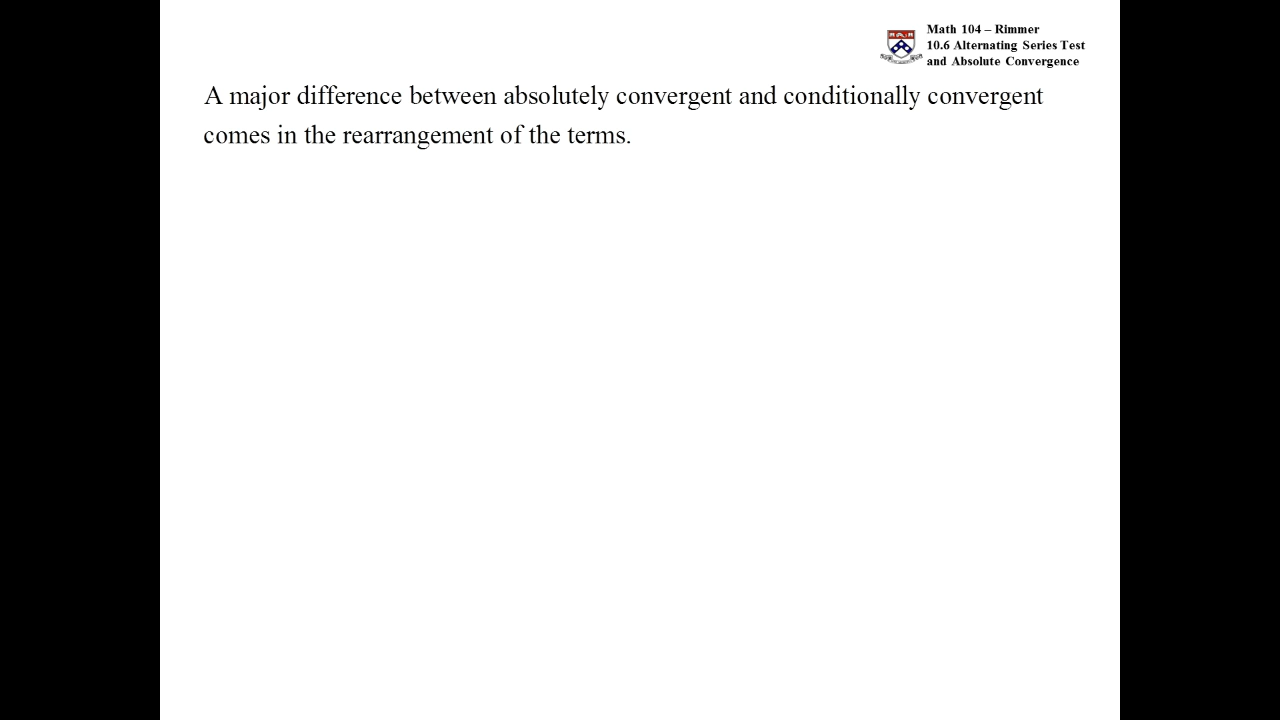 Math 104 – Rimmer
10.6 Alternating Series Test
and Absolute Convergence
A major difference between absolutely convergent and conditionally convergent
comes in the rearrangement of the terms.